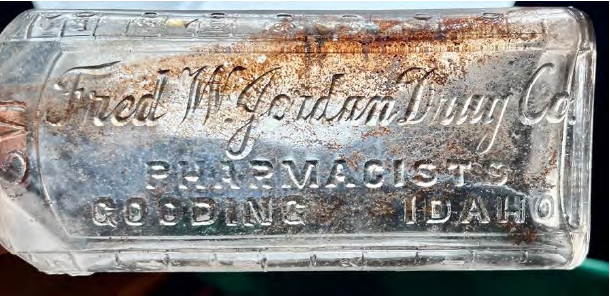 Fred W. Jordan Drug Co
PHARMACISTS
GOODING IDAHO